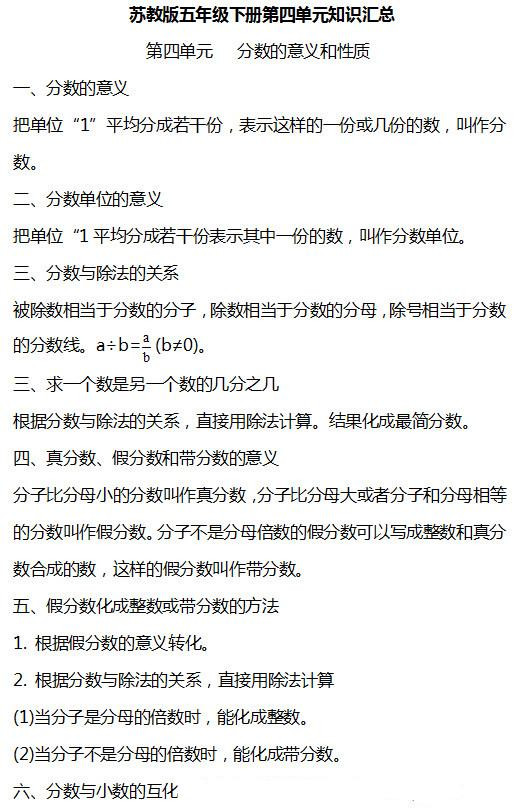 苏教版五年级下册第四单元知识汇总
第四单元 分数的意义和性质
一、分数的意义
把单位“1”平均分成若干份，表示这样的一份或几份的数，叫作分
数。
二、分数单位的意义
把单位“1 平均分成若干份表示其中一份的数，叫作分数单位。
三、分数与除法的关系
被除数相当于分数的分子，除数相当于分数的分母，除号相当于分数
的分数线。a÷b=a/b (b≠0)。
三、求一个数是另一个数的几分之几
根据分数与除法的关系，直接用除法计算。结果化成最简分数。
四、真分数、假分数和带分数的意义
分子比分母小的分数叫作真分数，分子比分母大或者分子和分母相等
的分数叫作假分数。分子不是分母倍数的假分数可以写成整数和真分
数合成的数，这样的假分数叫作带分数。
五、假分数化成整数或带分数的方法
1. 根据假分数的意义转化。
2. 根据分数与除法的关系，直接用除法计算
(1)当分子是分母的倍数时，能化成整数。
(2)当分子不是分母的倍数时，能化成带分数。
六、分数与小数的互化